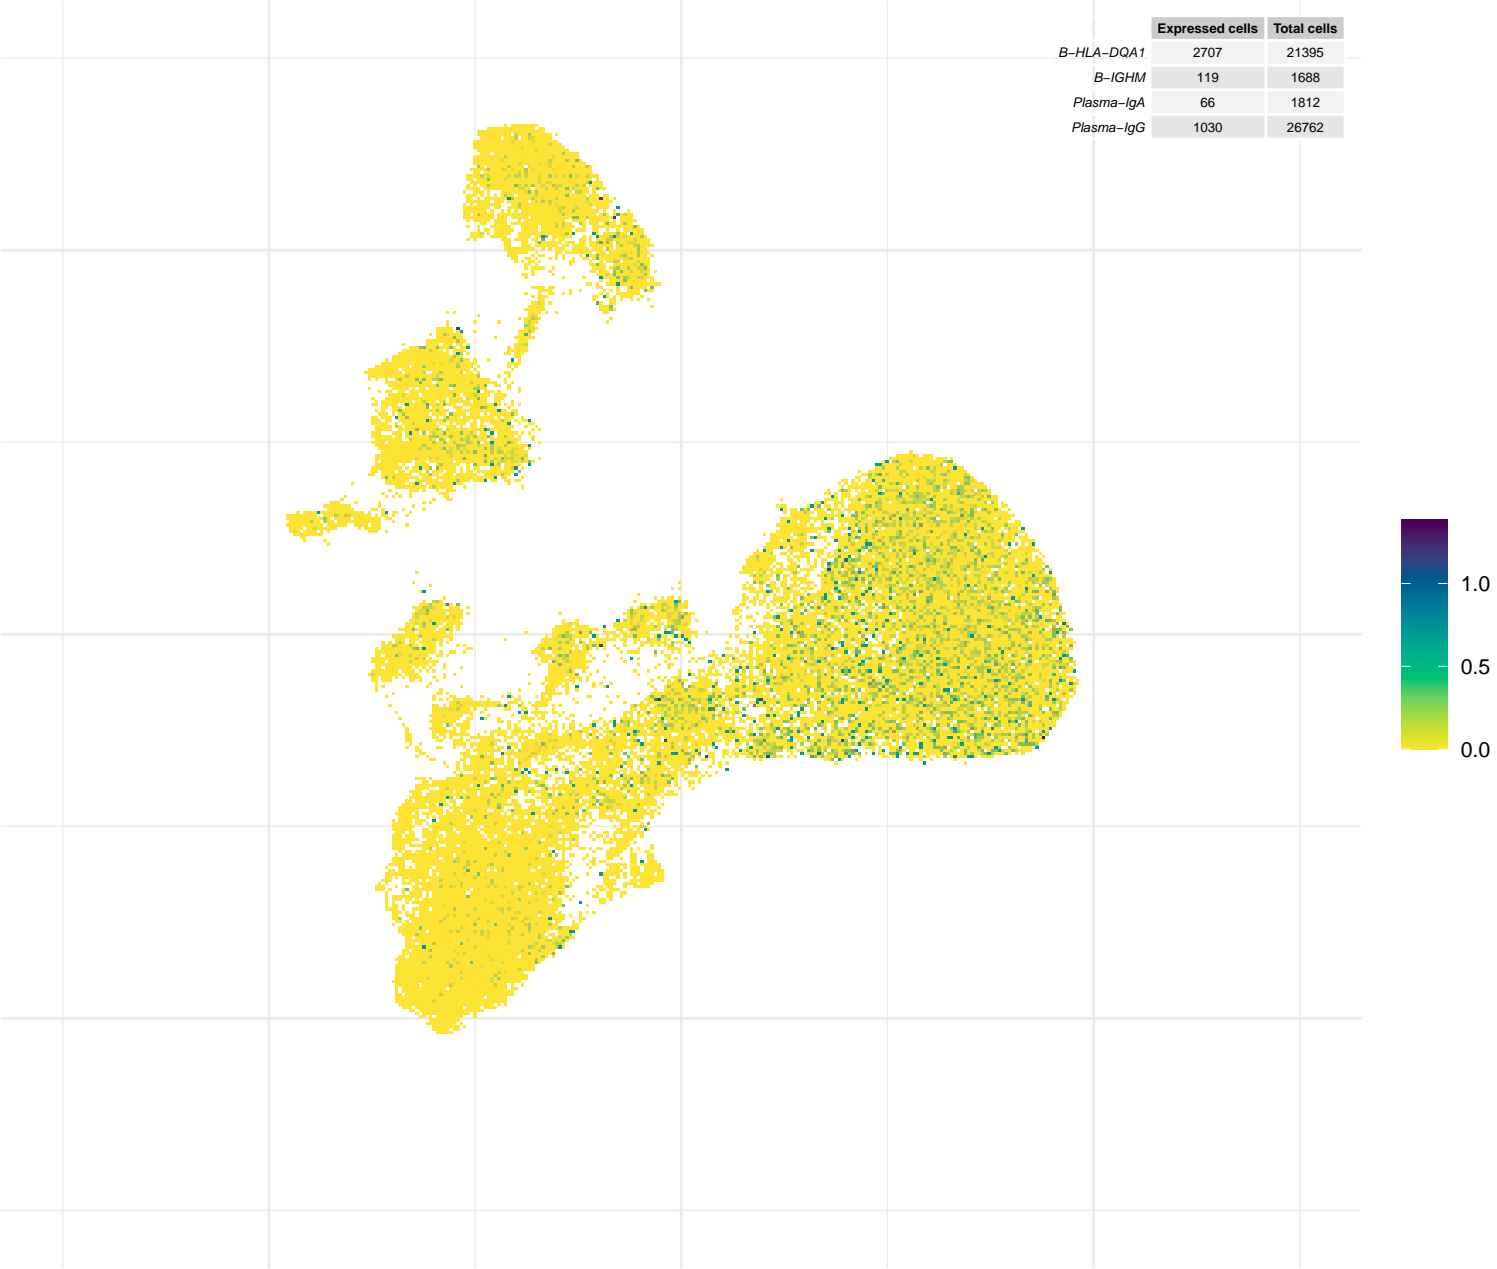 Expressed cells Total cells
B−HLA−DQA1 2707 21395
B−IGHM 119 1688
Plasma−IgA 66 1812
Plasma−IgG 1030 26762
1.0
0.5
0.0